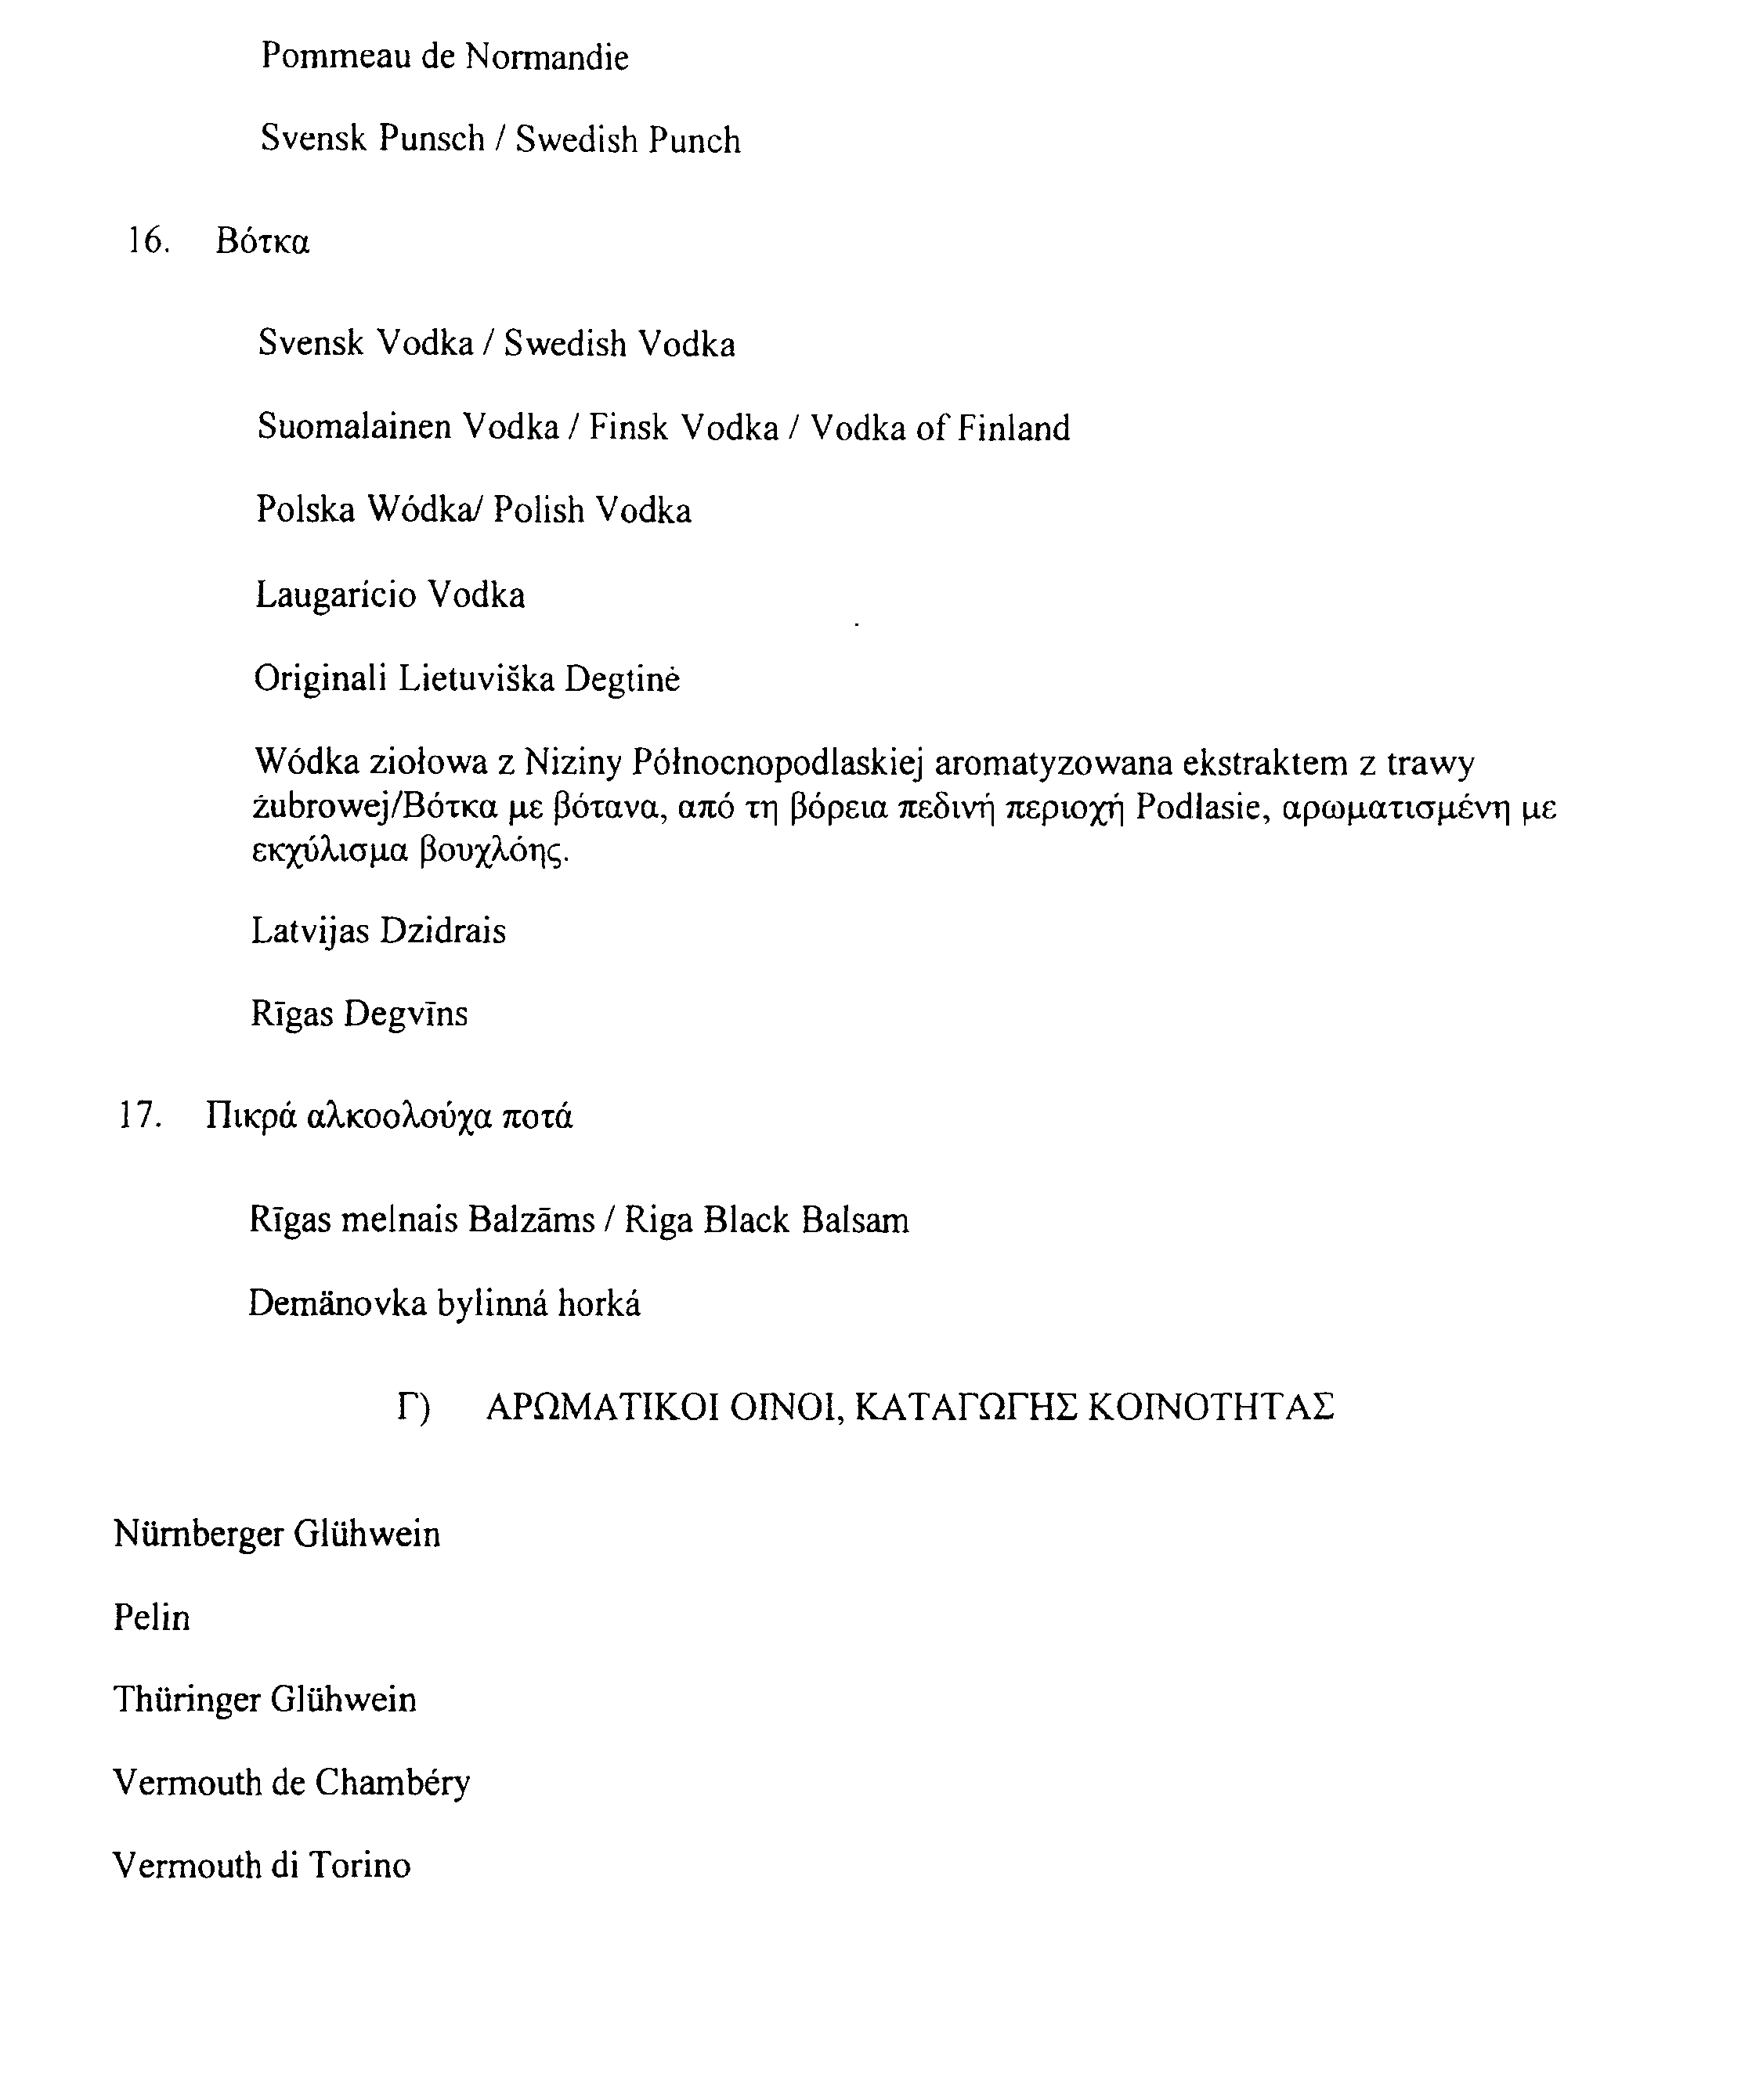 Pommeau de Normandie
Svensk Punsch / Swedish Punch
16. Βότκα
Svensk Vodka / Swedish Vodka
Suomalainen Vodka / Finsk Vodka / Vodka of Finland
Polska Wódka/ Polish Vodka
Laugarício Vodka
Originali Lietuviška Degtinė
Wódka ziołowa z Niziny Północnopodlaskiej aromatyzowana ekstraktem z trawy
żubrowej/Βότκα με βότανα, από τη βόρεια πεδινή περιοχή Podlasie, αρωματισμένη με
εκχύλισμα βουχλόης.
Latvijas Dzidrais
Rīgas Degvīns
17. Πικρά αλκοολούχα ποτά
Rīgas melnais Balzāms / Riga Black Balsam
Demänovka bylinná horká
Γ) ΑΡΩΜΑΤΙΚΟΙ ΟΙΝΟΙ, ΚΑΤΑΓΩΓΗΣ ΚΟΙΝΟΤΗΤΑΣ
Nürnberger Glühwein
Pelin
Thüringer Glühwein
Vermouth de Chambéry
Vermouth di Torino